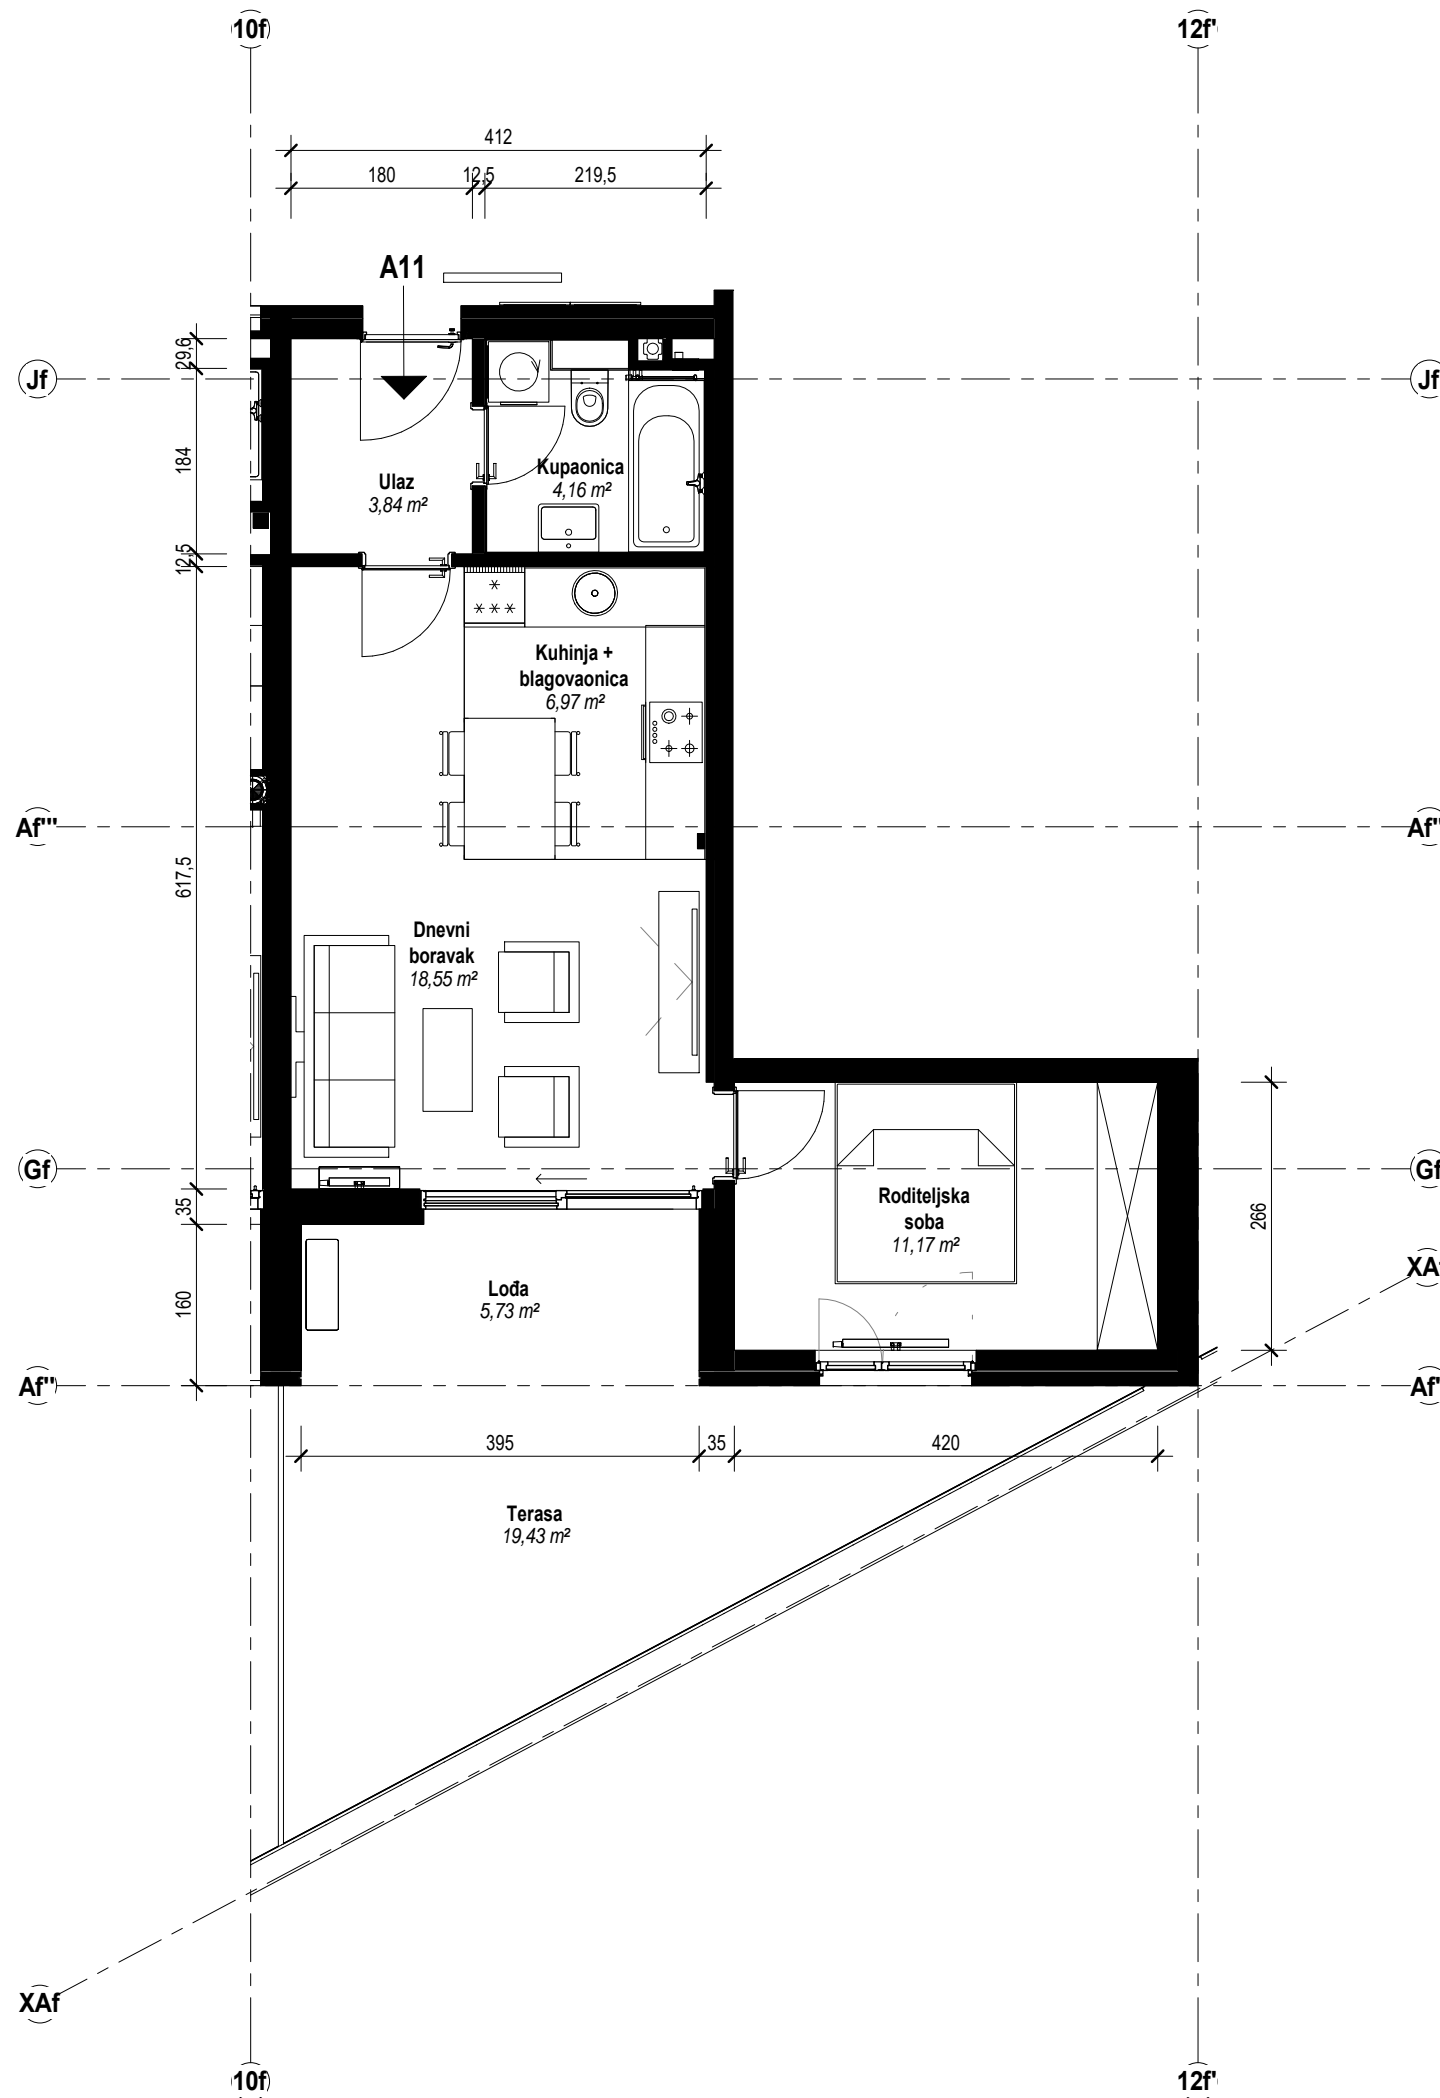 10f
12f'
412
180
12,5
219,5
A11
29,6
Jf
Jf
184
Ulaz
3,84 m²
Kupaonica
4,16 m²
12,5
Kuhinja +
blagovaonica
6,97 m²
Af'''
Af''
617,5
Dnevni
boravak
18,55 m²
Gf
Gf
35
Roditeljska
soba
11,17 m²
266
XAf
160
Lođa
5,73 m²
Af''
Af'
395
35
420
Terasa
19,43 m²
XAf
10f
12f'